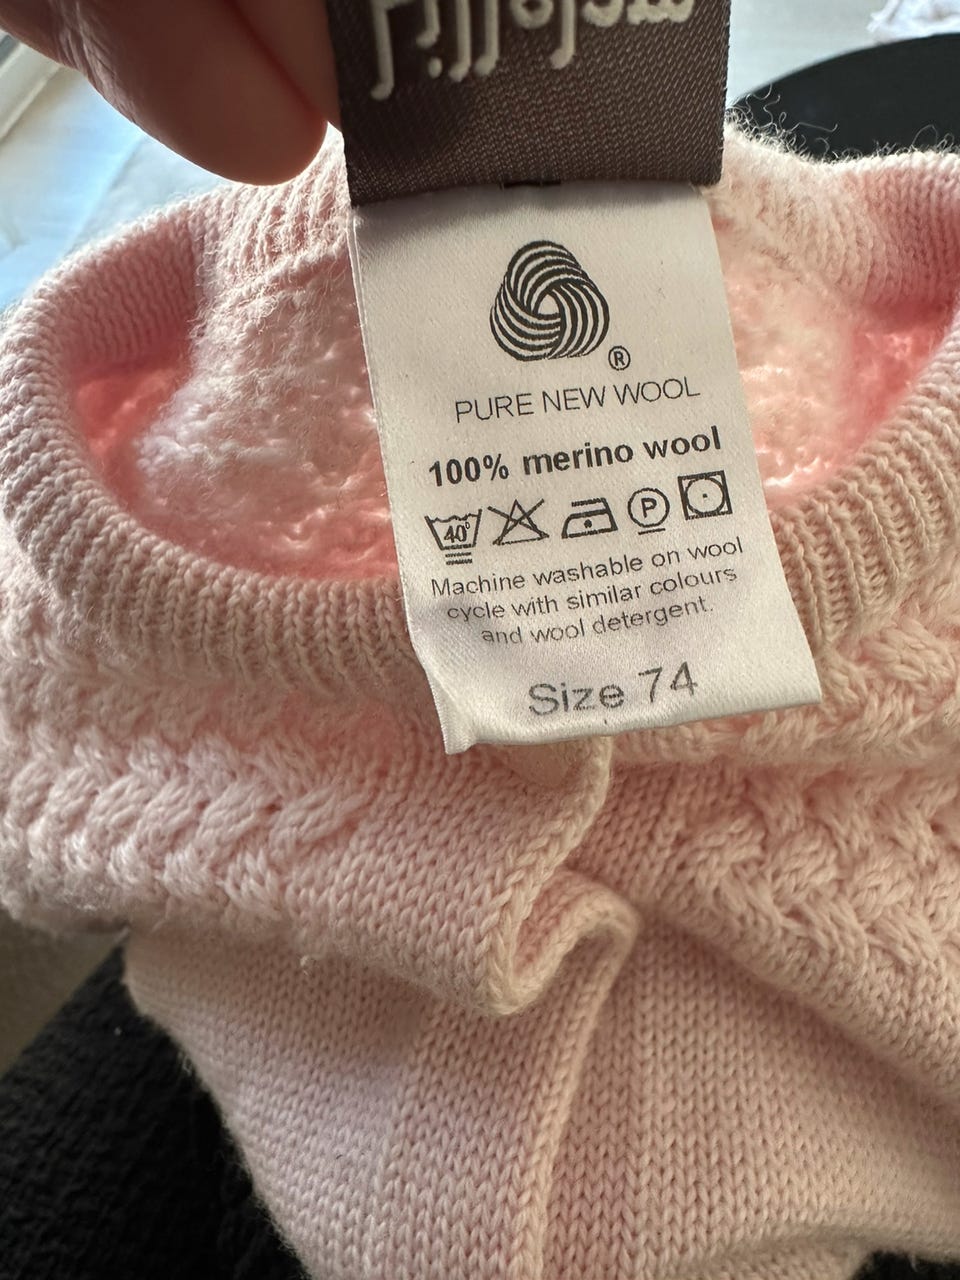 ®
PURE NEW WOOL
100% merino wool
40° P
Machine washable on wool
cycle with similar colours
and wool detergent.
Size 74